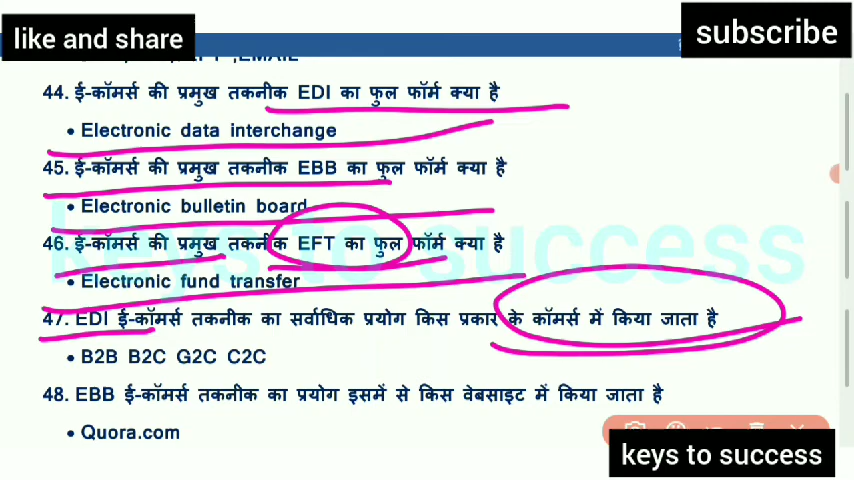 like and share
subscribe
44. ई-कॉमर्स की प्रमुख तकनीक EDI का फुल फॉर्म क्या है
• Electronic data interchange
45. ई-कॉमर्स की प्रमुख तकनीक EBB का फुल फॉर्म क्या है
• Electronic bulletin board
46. ई-कॉमर्स की प्रमुख तकनीक EFT का फुल फॉर्म क्या है
• Electronic fund transfer
47. EDI ई-कॉमर्स तकनीक का सर्वाधिक प्रयोग किस प्रकार के कॉमर्स में किया जाता है
• B2B B2C G2C C2C
48. EBB ई-कॉमर्स तकनीक का प्रयोग इसमें से किस वेबसाइट में किया जाता है
• Quora.com
keys to success
keys to success